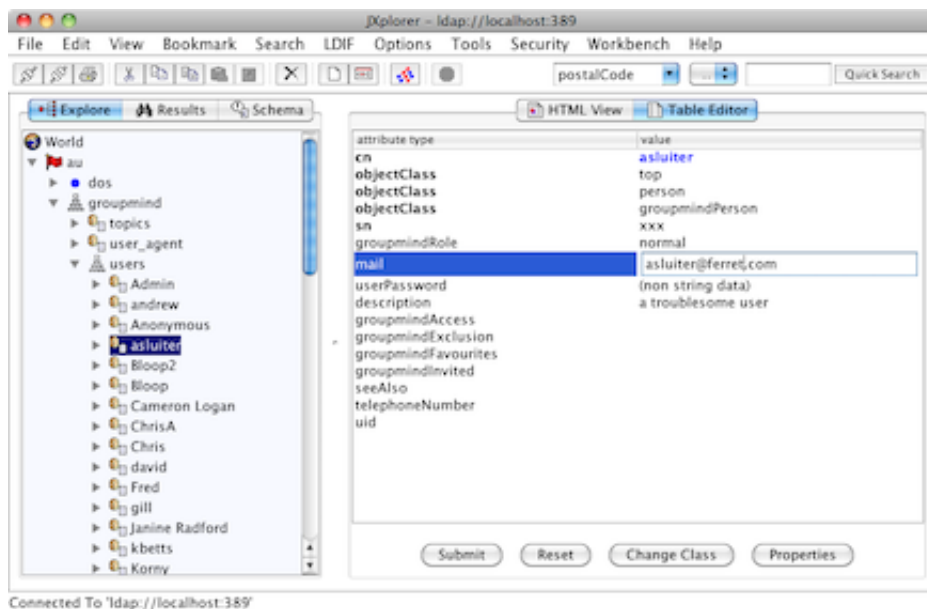 JXplorer - ldap://localhost:389
File Edit View Bookmark Search LDIF Options Tools Security Workbench Help
postalCode Quick Search
Explore Results Schema
HTML View Table Editor
World
au
dos
groupmind
topics
user_agent
users
Admin
andrew
Anonymous
asluiter
Bloop2
Bloop
Cameron Logan
ChrisA
Chris
david
Fred
gill
Janine Radford
kbetts
Korny
attribute type value
cn asluiter
objectClass top
objectClass person
objectClass groupmindPerson
sn xxx
groupmindRole normal
mail asluiter@ferret.com
userPassword (non string data)
description a troublesome user
groupmindAccess
groupmindExclusion
groupmindFavourites
groupmindInvited
seeAlso
telephoneNumber
uid
Submit Reset Change Class Properties
Connected To 'ldap://localhost:389'